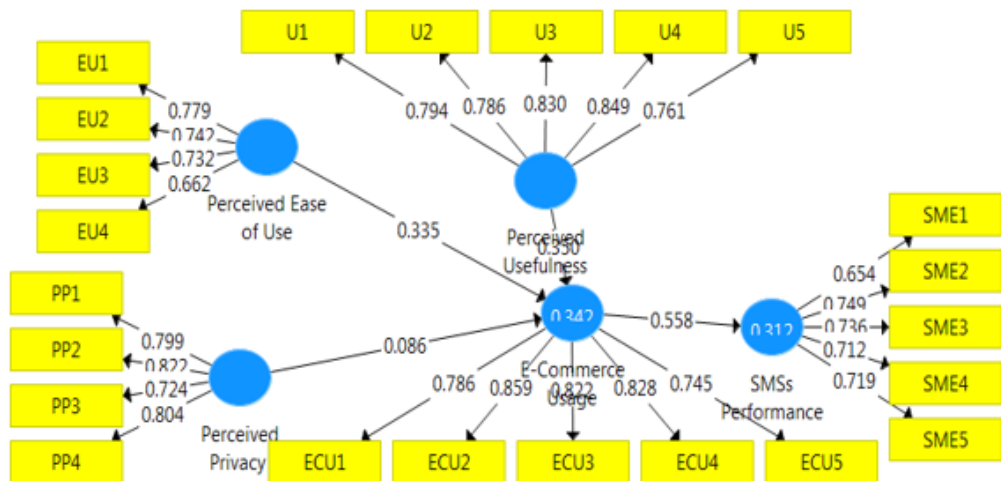 U1
U2
U3
U4
U5
0.794
0.786
0.830
0.849
0.761
EU1
EU2
EU3
EU4
0.779
0.742
0.732
0.662
Perceived Ease
of Use
0.335
Perceived
Usefulness
0.350
PP1
PP2
PP3
PP4
0.799
0.822
0.724
0.804
Perceived
Privacy
0.086
0.342
E-Commerce
Usage
0.786
0.859
0.822
0.828
0.745
ECU1
ECU2
ECU3
ECU4
ECU5
0.558
0.312
SMSs
Performance
0.654
0.749
0.736
0.712
0.719
SME1
SME2
SME3
SME4
SME5